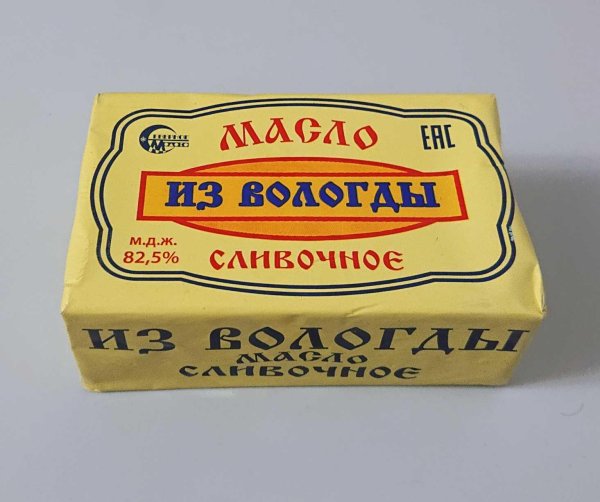 МАСЛО
ЕАС
ИЗ ВОЛОГДЫ
м.д.ж.
82,5%
СЛИВОЧНОЕ
ИЗ ВОЛОГДЫ
МАСЛО
СЛИВОЧНОЕ